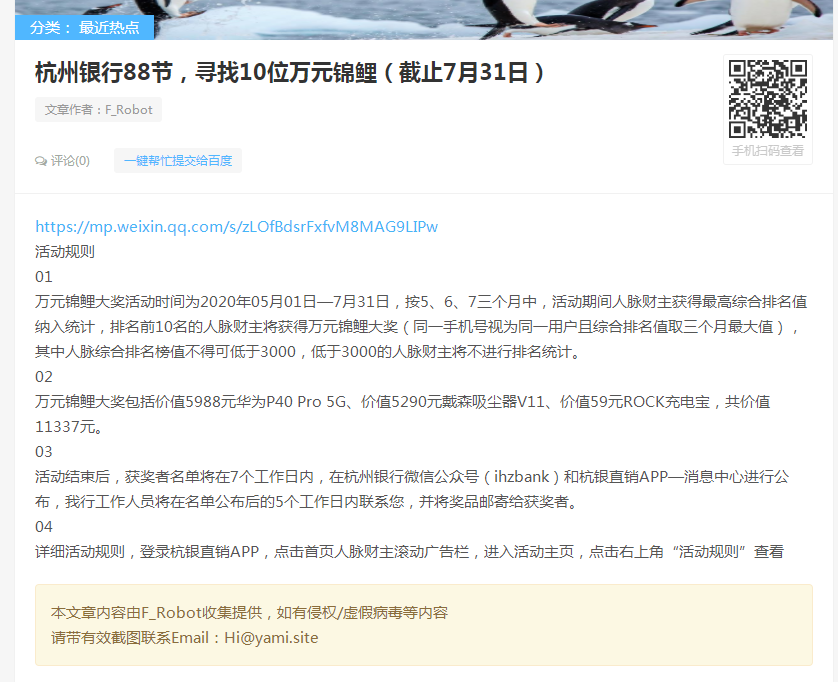 分类： 最近热点
杭州银行88节，寻找10位万元锦鲤（截止7月31日）
文章作者：F_Robot
手机扫码查看
评论(0)
一键帮忙提交给百度
https://mp.weixin.qq.com/s/zLOfBdsrFxfvM8MAG9LIPw
活动规则
01
万元锦鲤大奖活动时间为2020年05月01日—7月31日，按5、6、7三个月中，活动期间人脉财主获得最高综合排名值
纳入统计，排名前10名的人脉财主将获得万元锦鲤大奖（同一手机号视为同一用户且综合排名值取三个月最大值），
其中人脉综合排名榜值不得可低于3000，低于3000的人脉财主将不进行排名统计。
02
万元锦鲤大奖包括价值5988元华为P40 Pro 5G、价值5290元戴森吸尘器V11、价值59元ROCK充电宝，共价值
11337元。
03
活动结束后，获奖者名单将在7个工作日内，在杭州银行微信公众号（ihzbank）和杭银直销APP—消息中心进行公
布，我行工作人员将在名单公布后的5个工作日内联系您，并将奖品邮寄给获奖者。
04
详细活动规则，登录杭银直销APP，点击首页人脉财主滚动广告栏，进入活动主页，点击右上角“活动规则”查看
本文章内容由F_Robot收集提供，如有侵权/虚假病毒等内容
请带有效截图联系Email：Hi@yami.site